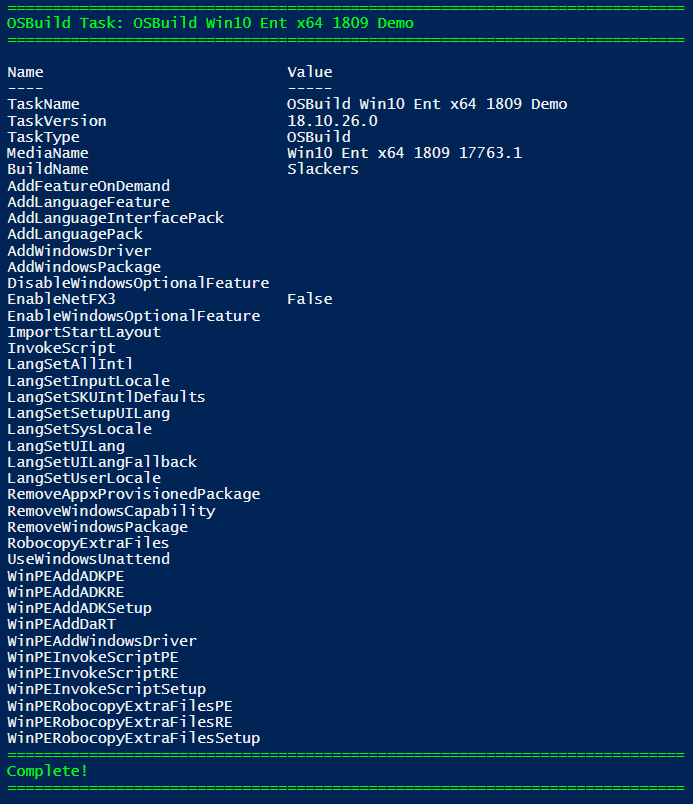 ===========================================================================
OSBuild Task: OSBuild Win10 Ent x64 1809 Demo
===========================================================================
Name                           Value
----                           -----
TaskName                       OSBuild Win10 Ent x64 1809 Demo
TaskVersion                    18.10.26.0
TaskType                       OSBuild
MediaName                      Win10 Ent x64 1809 17763.1
BuildName                      Slackers
AddFeatureOnDemand
AddLanguageFeature
AddLanguageInterfacePack
AddLanguagePack
AddWindowsDriver
AddWindowsPackage
DisableWindowsOptionalFeature
EnableNetFX3                   False
EnableWindowsOptionalFeature
ImportStartLayout
InvokeScript
LangSetAllIntl
LangSetInputLocale
LangSetSKUIntlDefaults
LangSetSetupUILang
LangSetSysLocale
LangSetUILang
LangSetUILangFallback
LangSetUserLocale
RemoveAppxProvisionedPackage
RemoveWindowsCapability
RemoveWindowsPackage
RobocopyExtraFiles
UseWindowsUnattend
WinPEAddADKPE
WinPEAddADKRE
WinPEAddADKSetup
WinPEAddDaRT
WinPEAddWindowsDriver
WinPEInvokeScriptPE
WinPEInvokeScriptRE
WinPEInvokeScriptSetup
WinPERobocopyExtraFilesPE
WinPERobocopyExtraFilesRE
WinPERobocopyExtraFilesSetup
===========================================================================
Complete!
===========================================================================